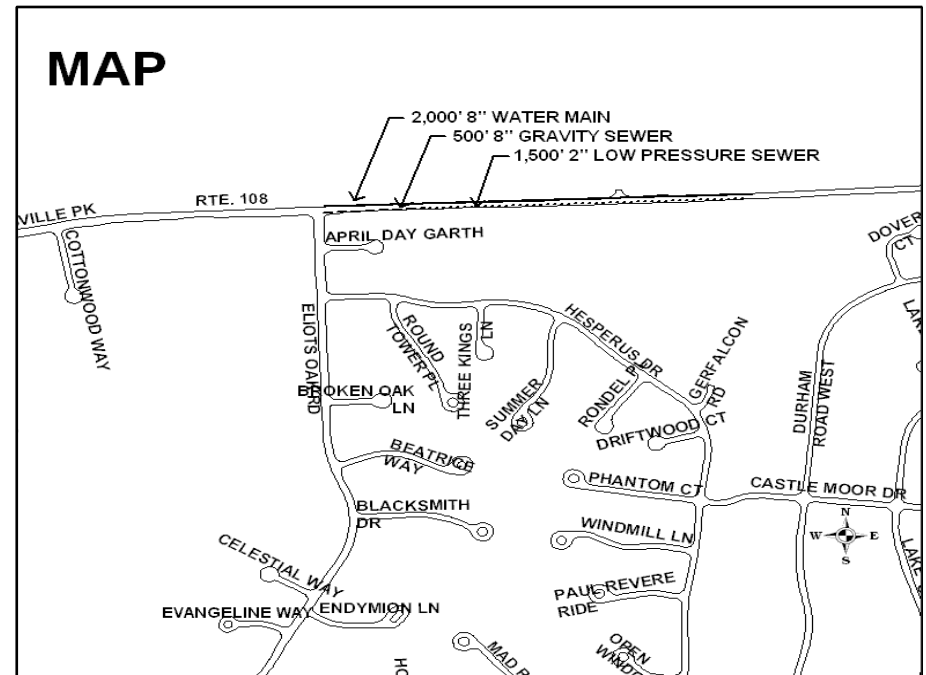 MAP
2,000' 8" WATER MAIN
500' 8" GRAVITY SEWER
1,500' 2" LOW PRESSURE SEWER
RTE. 108
VILLE PK
COTTONWOOD WAY
APRIL DAY GARTH
DOVER
CT
ELIOTS OAK RD
ROUND
TOWER PL
THREE KINGS
LN
HESPERUS DR
GERFALCON
RD
SUMMER
DAY LN
RONDEL P
DRIFTWOOD CT
DURHAM
ROAD WEST
BROKEN OAK
LN
BEATRICE
WAY
BLACKSMITH
DR
PHANTOM CT
CASTLE MOOR DR
WINDMILL LN
N
W E
S
LAKE
CELESTIAL WAY
EVANGELINE WAY
ENDYMION LN
PAUL REVERE
RIDE
OPEN
MAD
HO